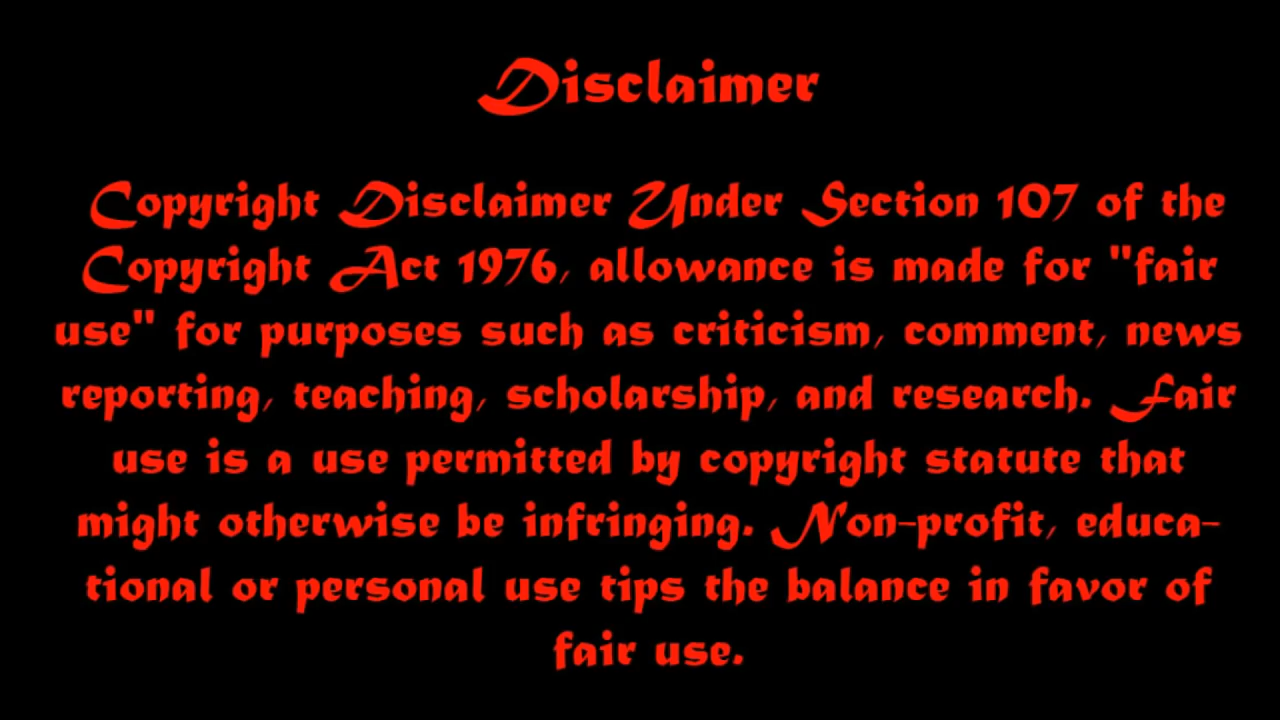 Disclaimer
Copyright Disclaimer Under Section 107 of the
Copyright Act 1976, allowance is made for "fair
use" for purposes such as criticism, comment, news
reporting, teaching, scholarship, and research. Fair
use is a use permitted by copyright statute that
might otherwise be infringing. Non-profit, educa-
tional or personal use tips the balance in favor of
fair use.